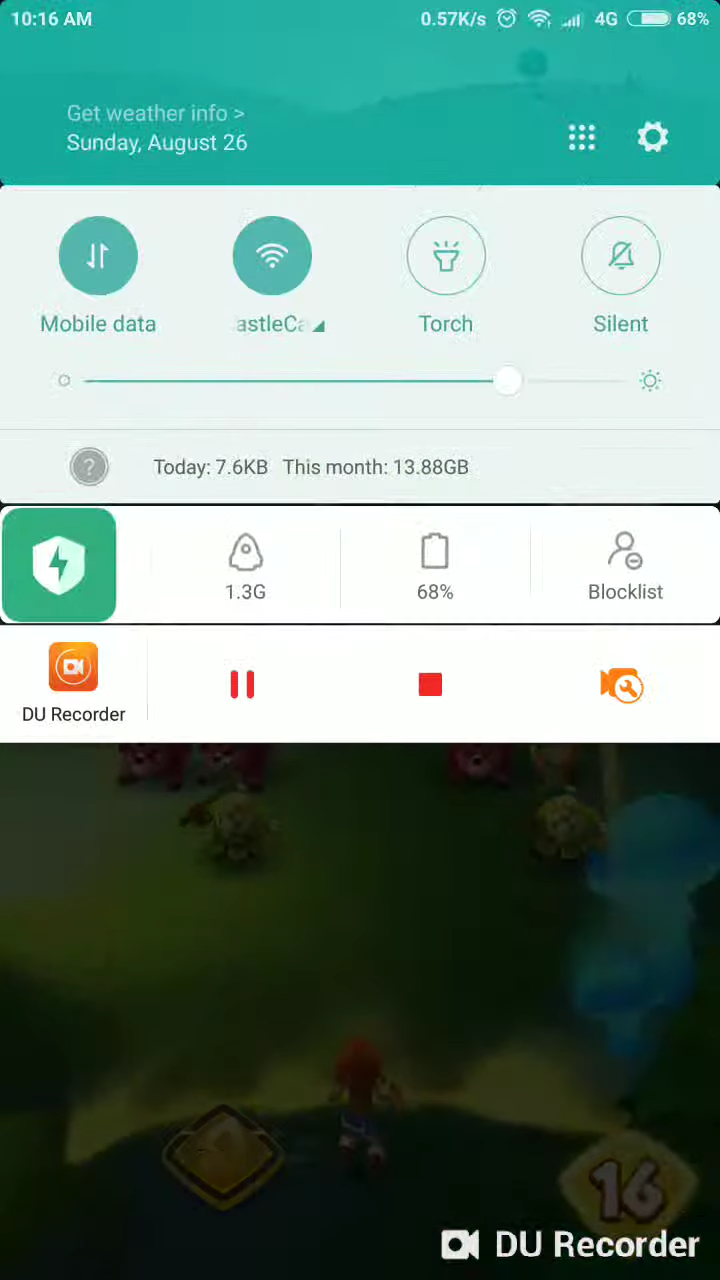 10:16 AM 0.57K/s 4G 68%
Get weather info >
Sunday, August 26
Mobile data astleCa Torch Silent
? Today: 7.6KB This month: 13.88GB
1.3G 68% Blocklist
DU Recorder
16
DU Recorder